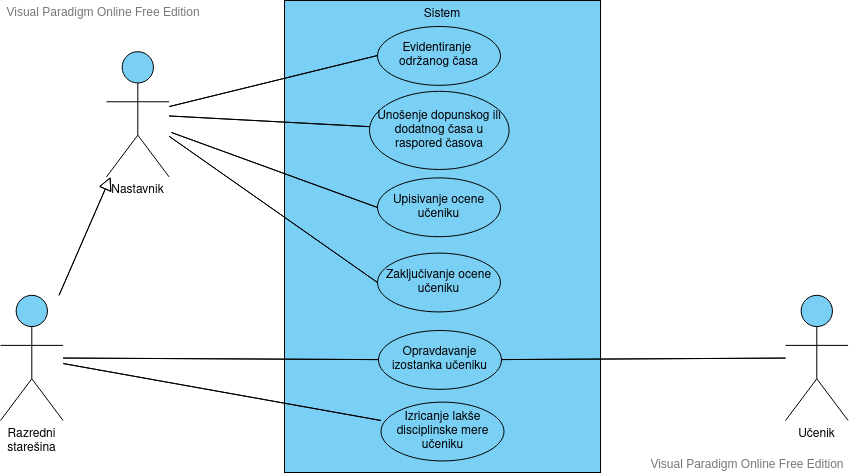 Visual Paradigm Online Free Edition
Sistem
Evidentiranje
održanog časa
Unošenje dopunskog ili
dodatnog časa u
raspored časova
Nastavnik
Upisivanje ocene
učeniku
Zaključivanje ocene
učeniku
Opravdavanje
izostanka učeniku
Izricanje lakše
disciplinske mere
učeniku
Razredni
starešina
Učenik
Visual Paradigm Online Free Edition